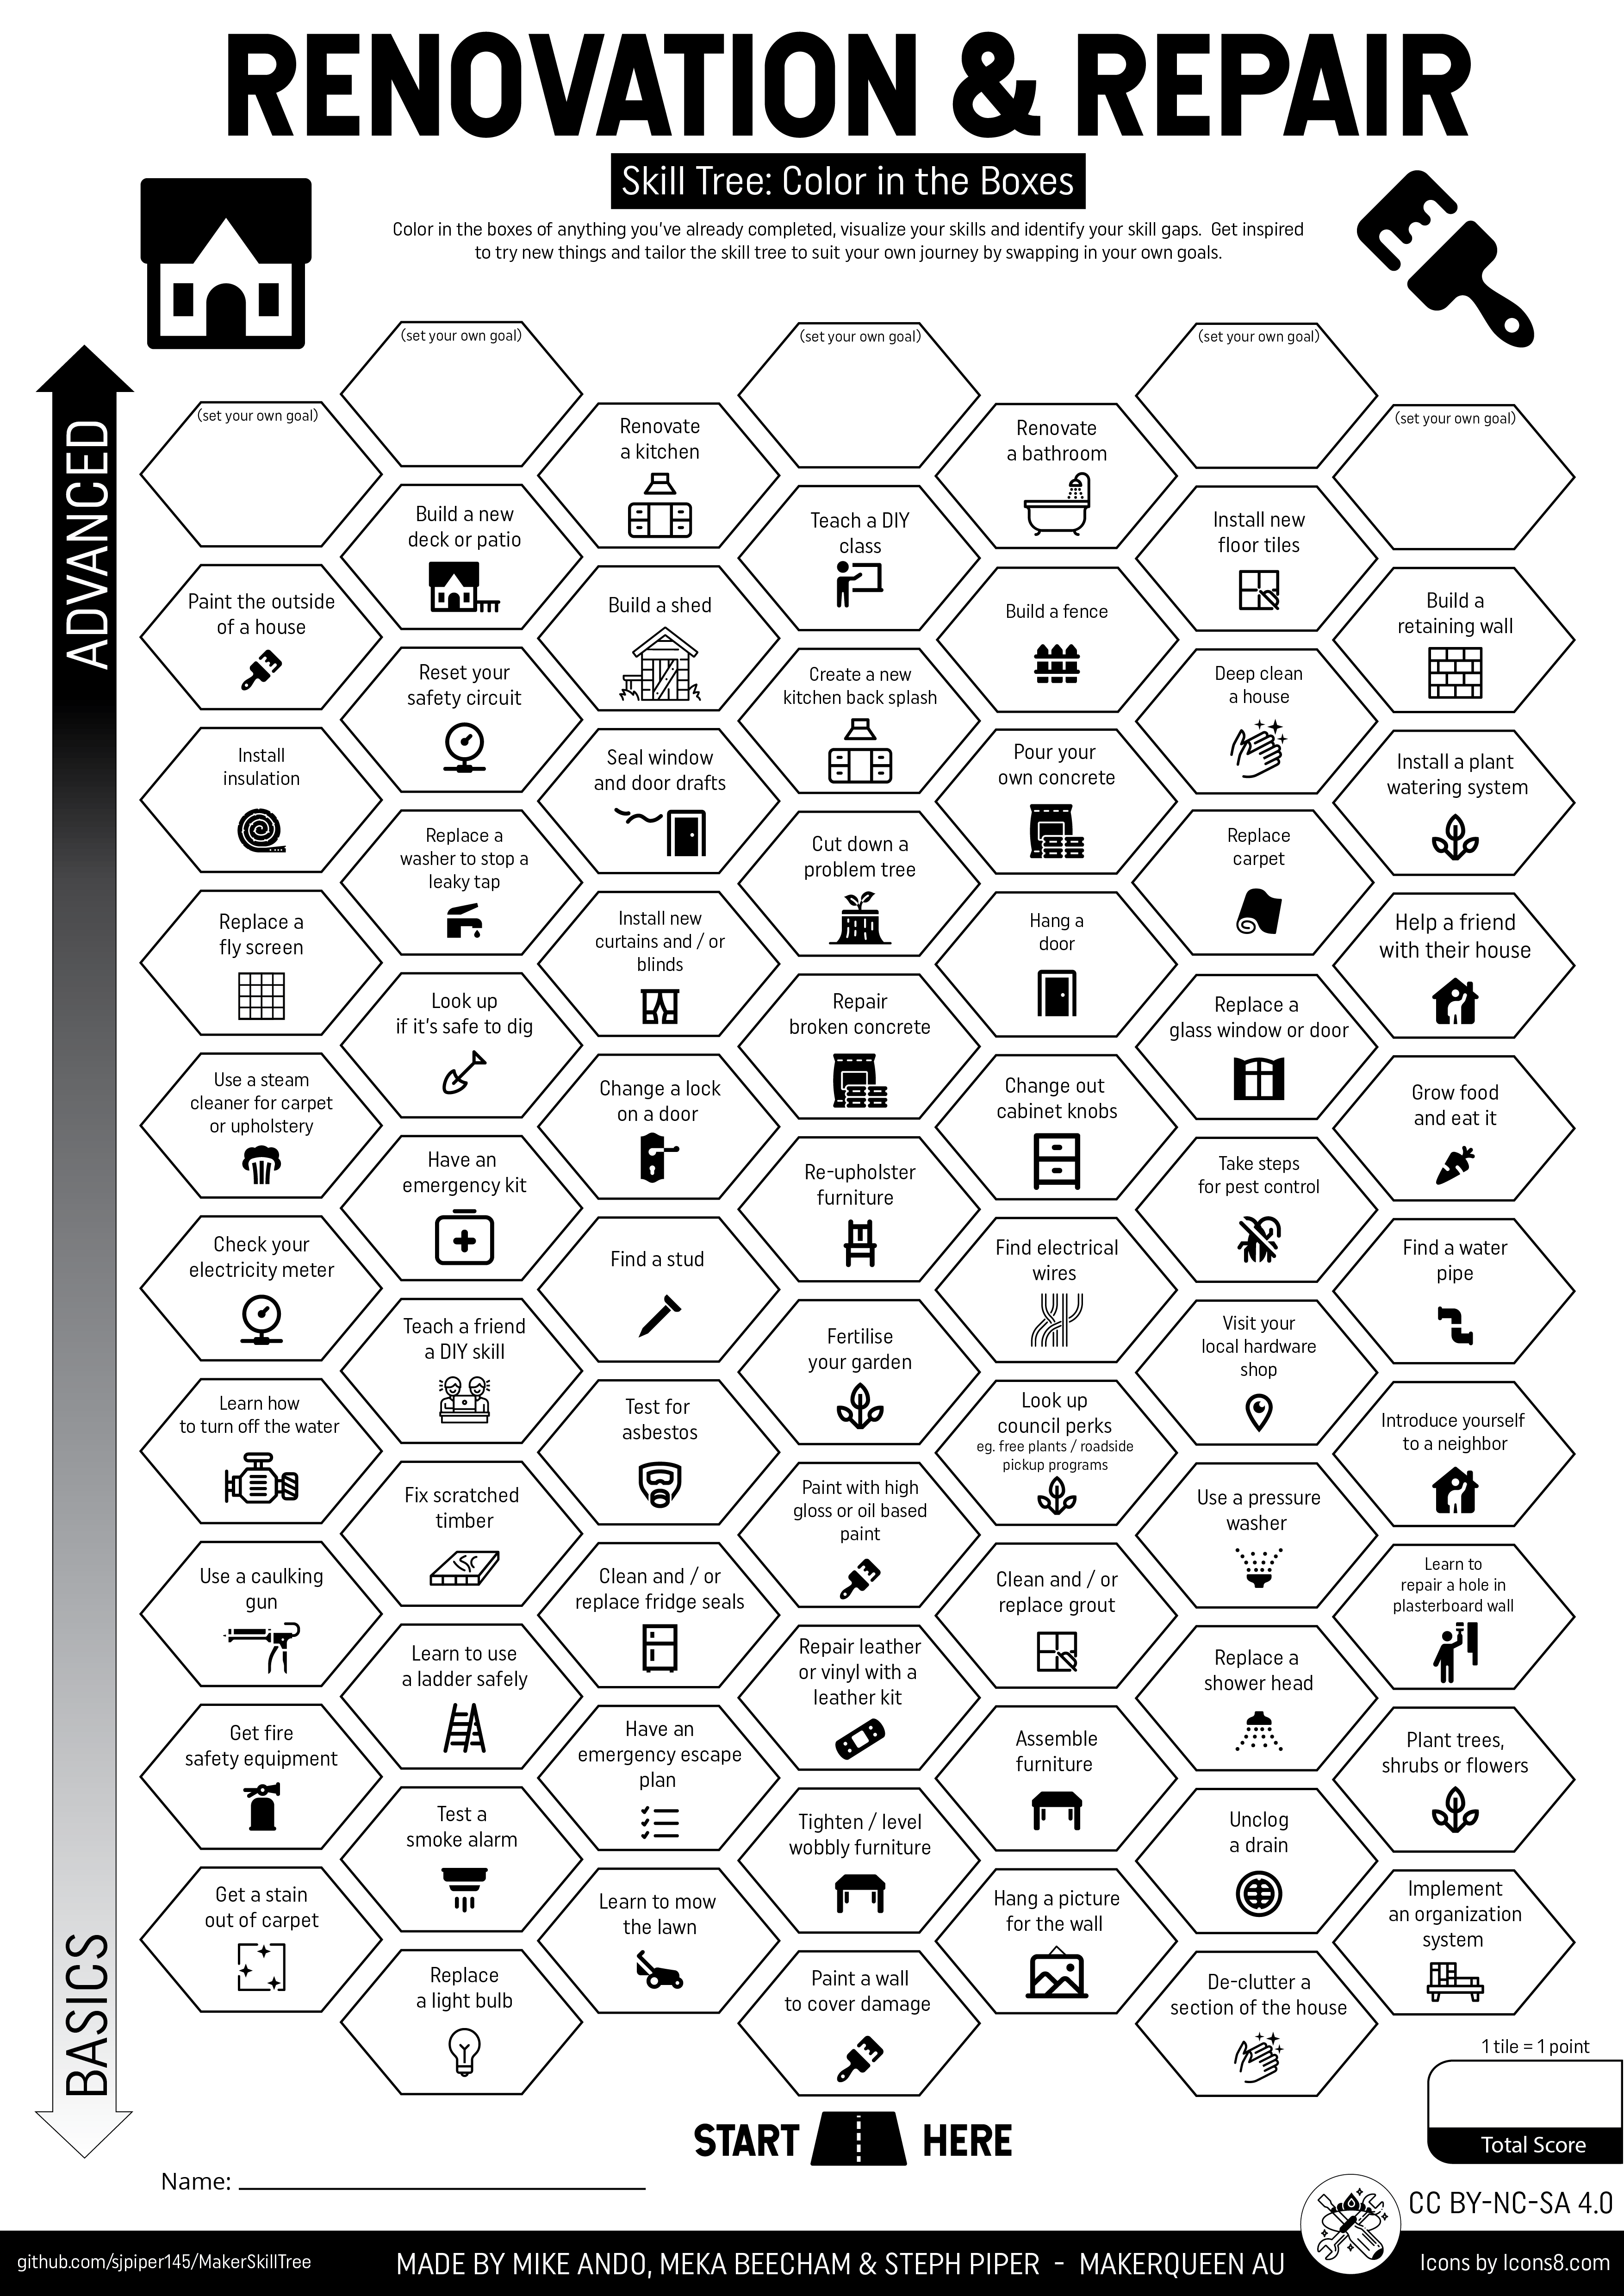 RENOVATION & REPAIR
Skill Tree: Color in the Boxes
Color in the boxes of anything you've already completed, visualize your skills and identify your skill gaps. Get inspired
to try new things and tailor the skill tree to suit your own journey by swapping in your own goals.
ADVANCED
BASICS
(set your own goal)
(set your own goal)
(set your own goal)
(set your own goal)
(set your own goal)
Renovate
a kitchen
Renovate
a bathroom
Build a new
deck or patio
Teach a DIY
class
Install new
floor tiles
Paint the outside
of a house
Build a shed
Build a fence
Build a
retaining wall
Reset your
safety circuit
Create a new
kitchen back splash
Deep clean
a house
Install
insulation
Seal window
and door drafts
Pour your
own concrete
Install a plant
watering system
Replace a
washer to stop a
leaky tap
Cut down a
problem tree
Replace
carpet
Replace a
fly screen
Install new
curtains and / or
blinds
Hang a
door
Help a friend
with their house
Look up
if it's safe to dig
Repair
broken concrete
Replace a
glass window or door
Use a steam
cleaner for carpet
or upholstery
Change a lock
on a door
Change out
cabinet knobs
Grow food
and eat it
Have an
emergency kit
Re-upholster
furniture
Take steps
for pest control
Check your
electricity meter
Find a stud
Find electrical
wires
Find a water
pipe
Teach a friend
a DIY skill
Fertilise
your garden
Visit your
local hardware
shop
Learn how
to turn off the water
Test for
asbestos
Look up
council perks
eg. free plants / roadside
pickup programs
Introduce yourself
to a neighbor
Fix scratched
timber
Paint with high
gloss or oil based
paint
Use a pressure
washer
Use a caulking
gun
Clean and / or
replace fridge seals
Clean and / or
replace grout
Learn to
repair a hole in
plasterboard wall
Learn to use
a ladder safely
Repair leather
or vinyl with a
leather kit
Replace a
shower head
Get fire
safety equipment
Have an
emergency escape
plan
Assemble
furniture
Plant trees,
shrubs or flowers
Test a
smoke alarm
Tighten / level
wobbly furniture
Unclog
a drain
Get a stain
out of carpet
Learn to mow
the lawn
Hang a picture
for the wall
Implement
an organization
system
Replace
a light bulb
Paint a wall
to cover damage
De-clutter a
section of the house
START HERE
1 tile = 1 point
Total Score
Name:
CC BY-NC-SA 4.0
github.com/sjpiper145/MakerSkillTree
MADE BY MIKE ANDO, MEKA BEECHAM & STEPH PIPER - MAKERQUEEN AU
Icons by Icons8.com